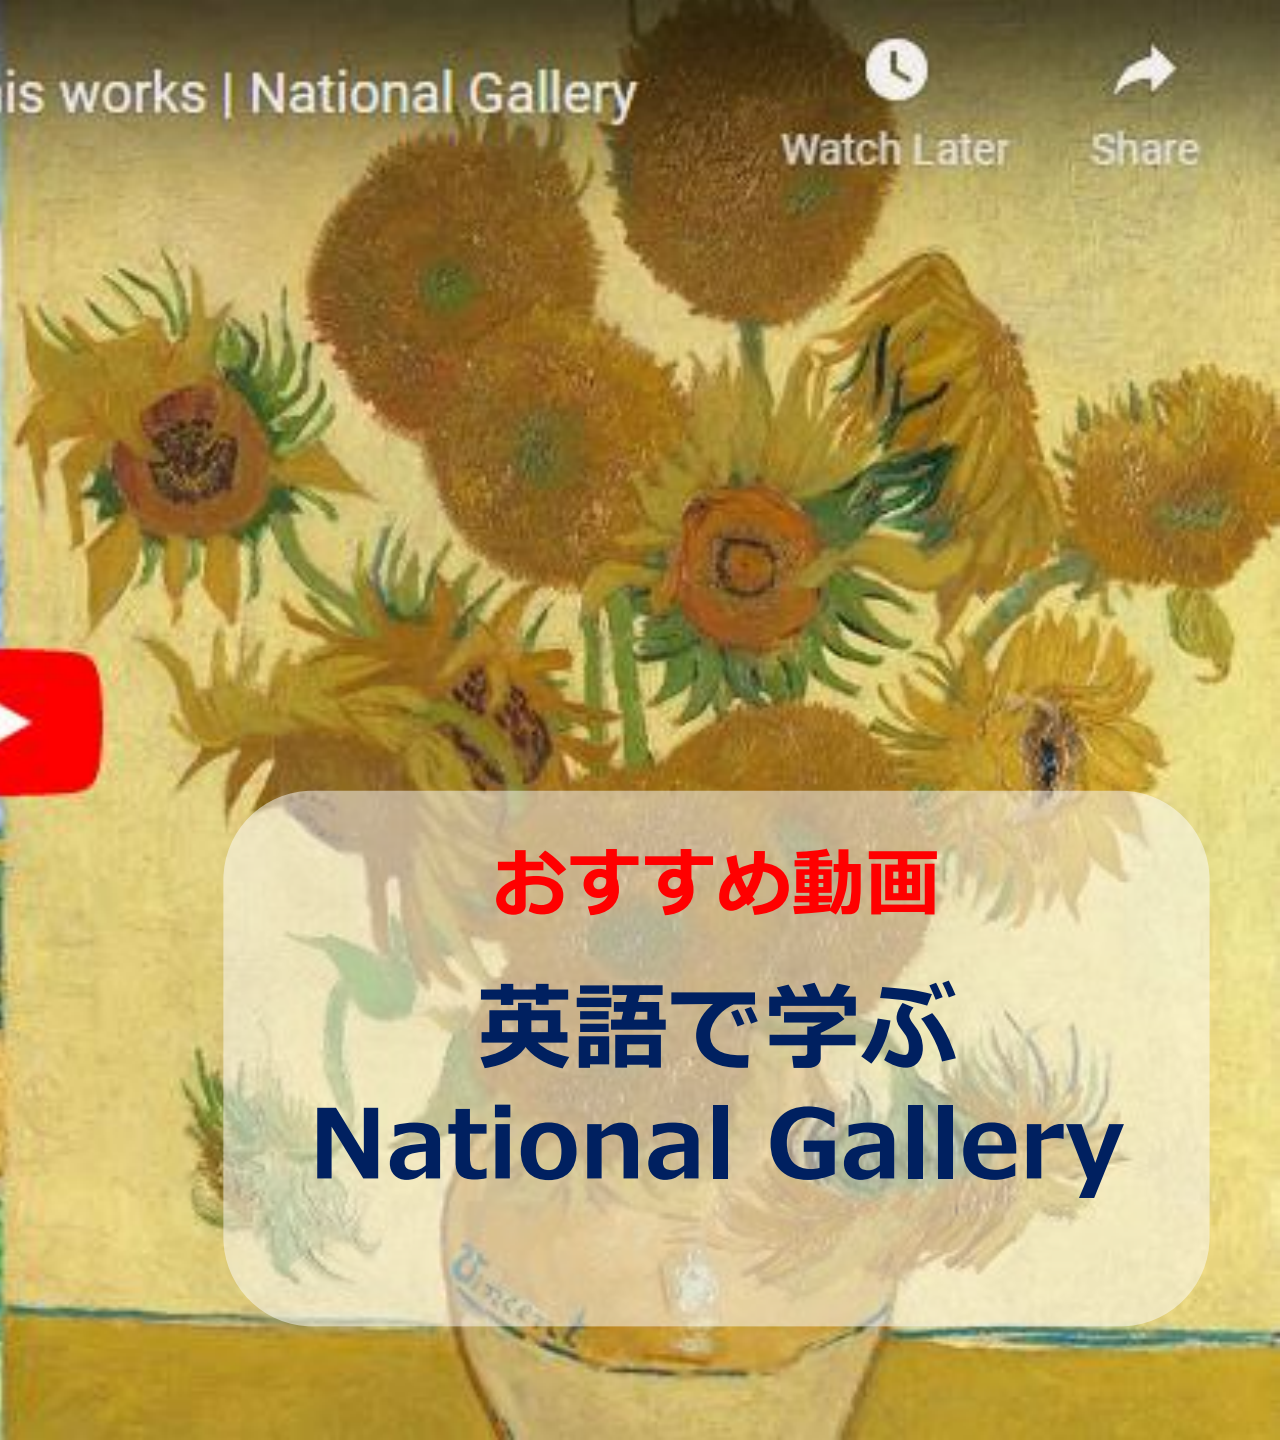 is works | National Gallery
Watch Later
Share
おすすめ動画
英語で学ぶ
National Gallery
Vincent